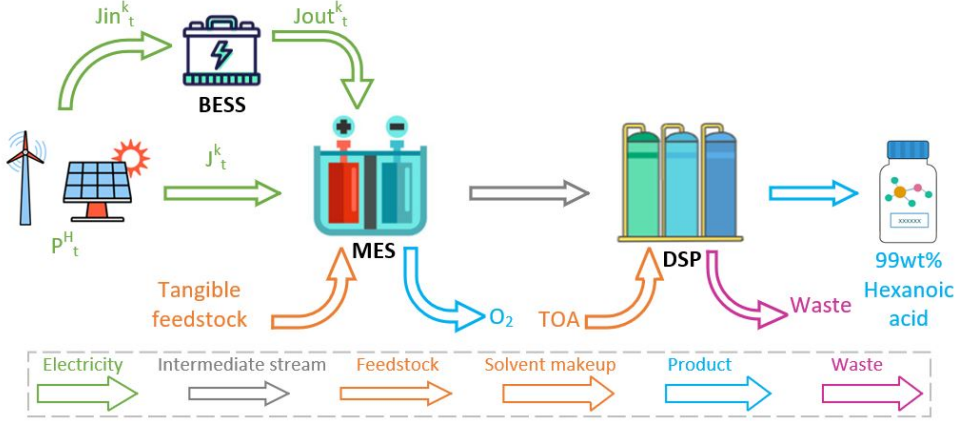 Jin^k_t
Jout^k_t
BESS
J^k_t
P^H_t
MES
DSP
99wt%
Hexanoic
acid
Tangible
feedstock
O₂
TOA
Waste
xxxxxx
Electricity
Intermediate stream
Feedstock
Solvent makeup
Product
Waste